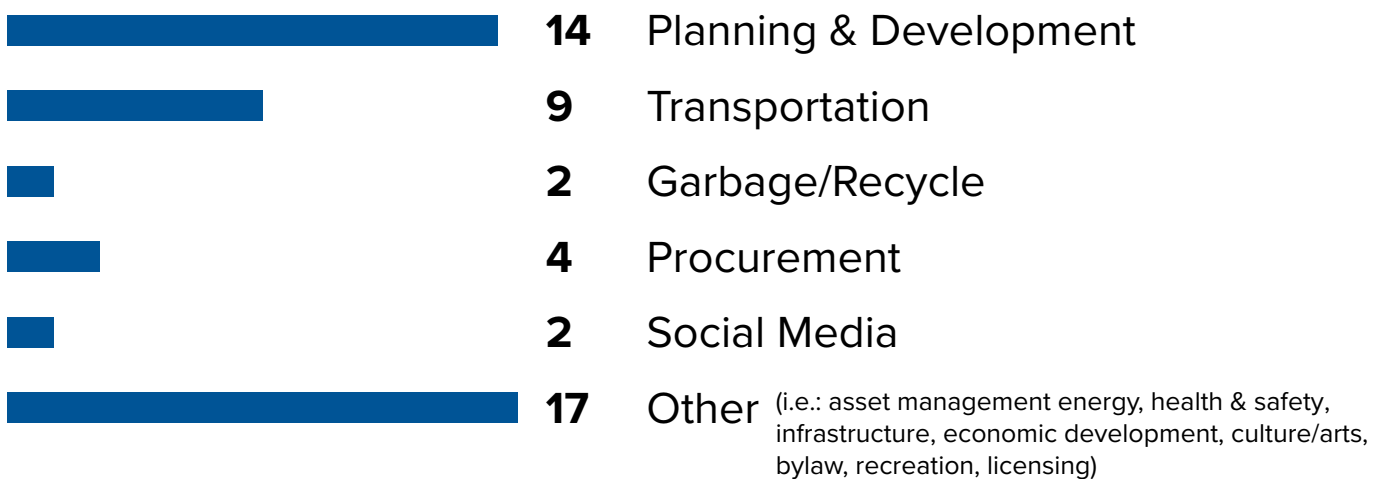 14 Planning & Development
9 Transportation
2 Garbage/Recycle
4 Procurement
2 Social Media
17 Other (i.e.: asset management energy, health & safety,
infrastructure, economic development, culture/arts,
bylaw, recreation, licensing)